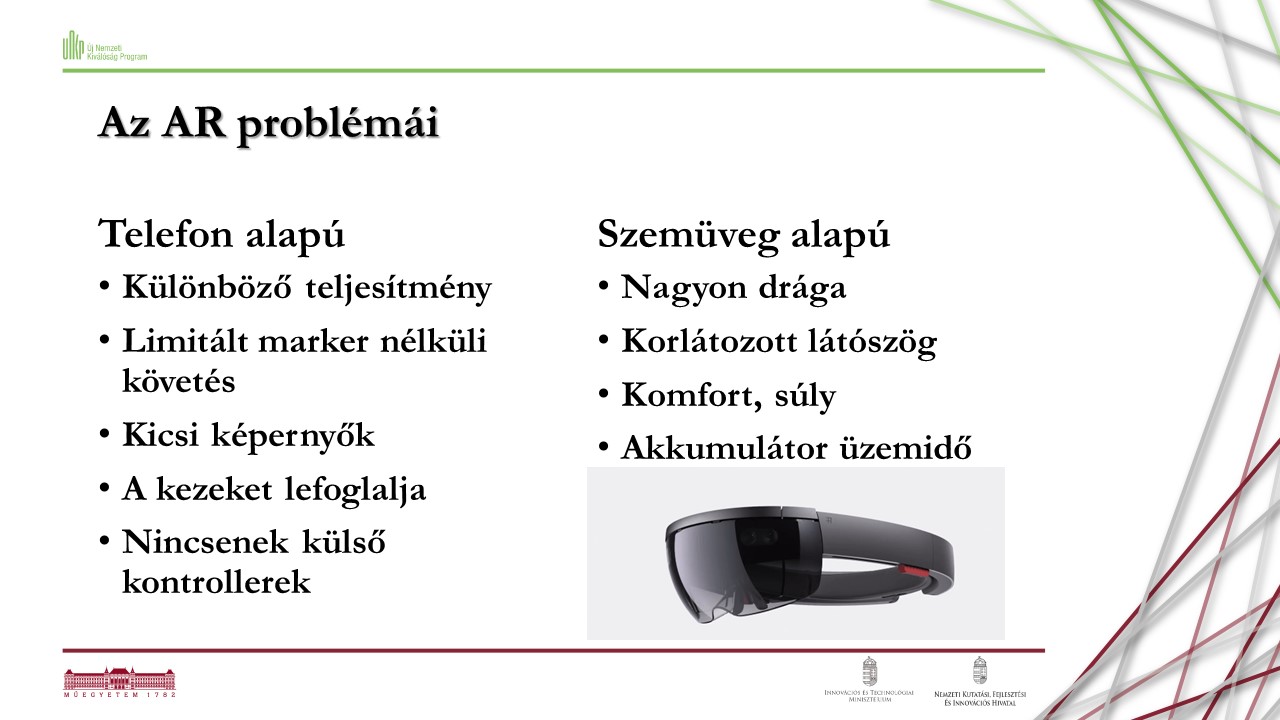 ÚNKP Új Nemzeti
Kiválóság Program
Az AR problémái
Telefon alapú
• Különböző teljesítmény
• Limitált marker nélküli
követés
• Kicsi képernyők
• A kezeket lefoglalja
• Nincsenek külső
kontrollerek
Szemüveg alapú
• Nagyon drága
• Korlátozott látószög
• Komfort, súly
• Akkumulátor üzemidő
MŰEGYETEM 1782
INNOVÁCIÓS ÉS TECHNOLÓGIAI
MINISZTÉRIUM
NEMZETI KUTATÁSI, FEJLESZTÉSI
ÉS INNOVÁCIÓS HIVATAL